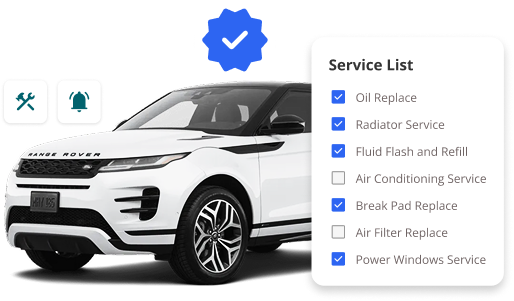 Service List
Oil Replace
Radiator Service
Fluid Flash and Refill
Air Conditioning Service
Break Pad Replace
Air Filter Replace
Power Windows Service
RANGE ROVER